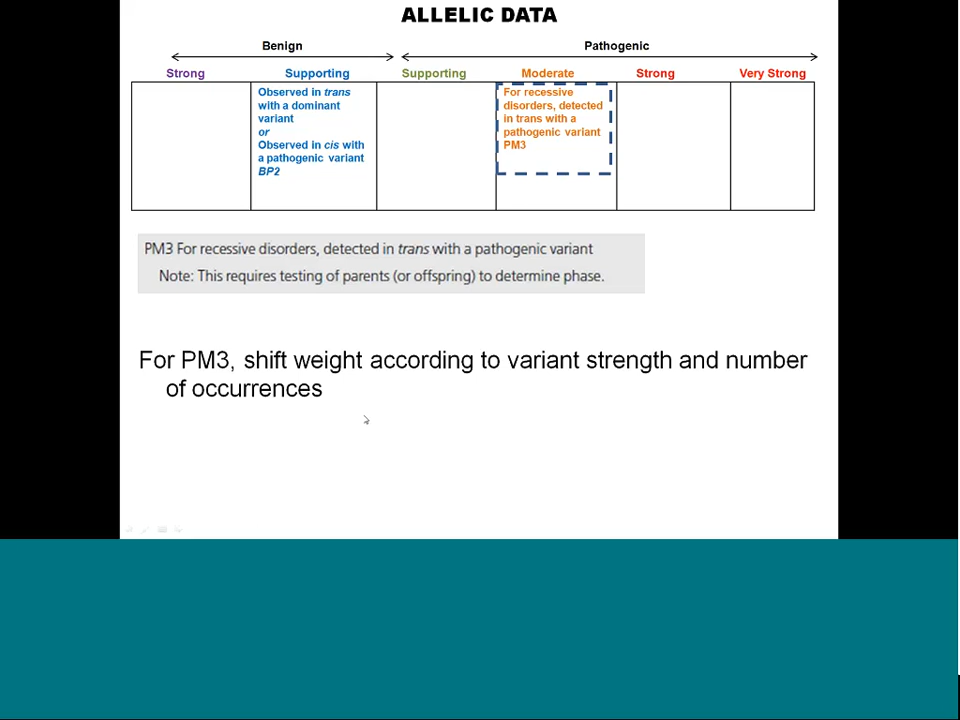 ALLELIC DATA
Benign
Pathogenic
Strong
Supporting
Supporting
Moderate
Strong
Very Strong
Observed in trans
with a dominant
variant
or
Observed in cis with
a pathogenic variant
BP2
For recessive
disorders, detected
in trans with a
pathogenic variant
PM3
PM3 For recessive disorders, detected in trans with a pathogenic variant
Note: This requires testing of parents (or offspring) to determine phase.
For PM3, shift weight according to variant strength and number
of occurrences